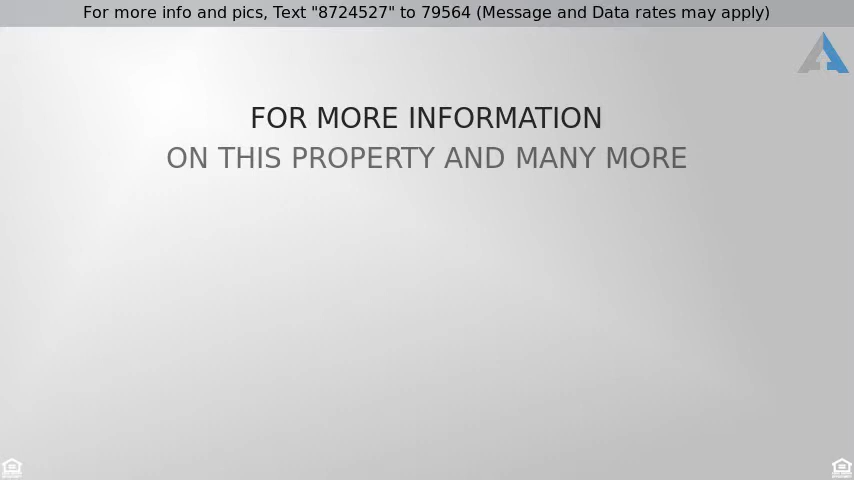 For more info and pics, Text "8724527" to 79564 (Message and Data rates may apply)
FOR MORE INFORMATION
ON THIS PROPERTY AND MANY MORE